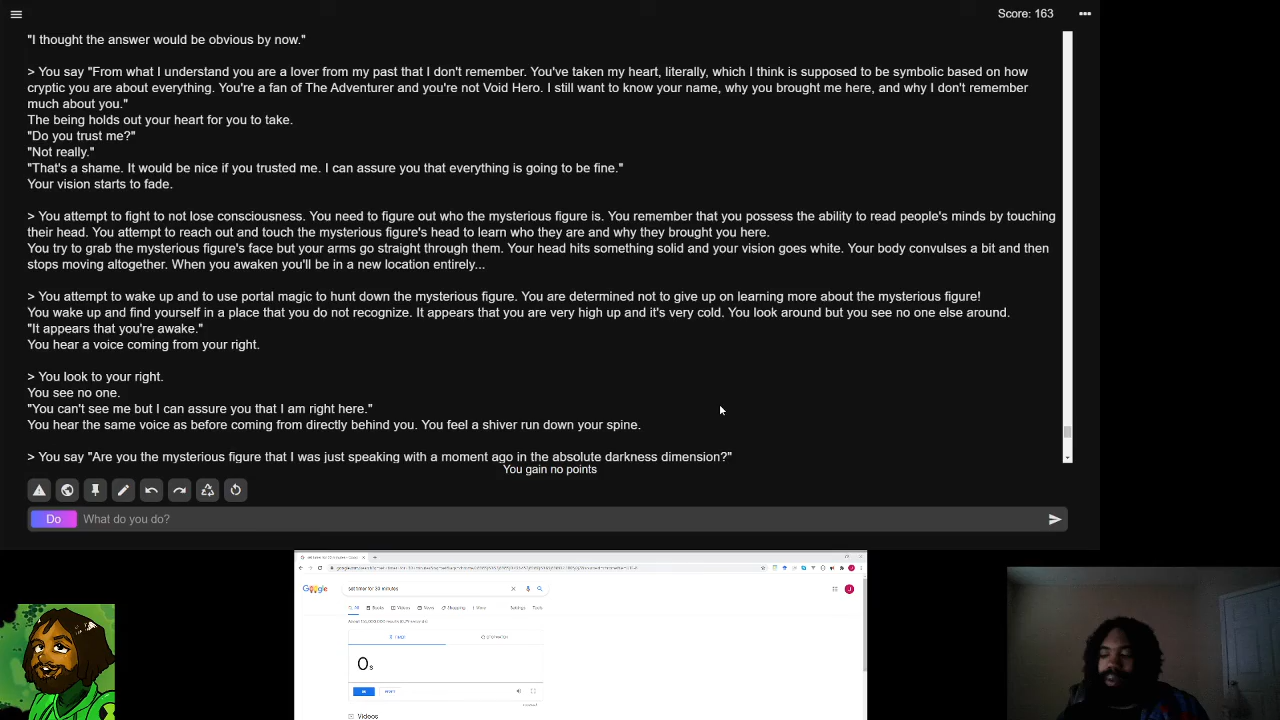 Score: 163
"I thought the answer would be obvious by now."
> You say "From what I understand you are a lover from my past that I don't remember. You've taken my heart, literally, which I think is supposed to be symbolic based on how
cryptic you are about everything. You're a fan of The Adventurer and you're not Void Hero. I still want to know your name, why you brought me here, and why I don't remember
much about you."
The being holds out your heart for you to take.
"Do you trust me?"
"Not really."
"That's a shame. It would be nice if you trusted me. I can assure you that everything is going to be fine."
Your vision starts to fade.
> You attempt to fight to not lose consciousness. You need to figure out who the mysterious figure is. You remember that you possess the ability to read people's minds by touching
their head. You attempt to reach out and touch the mysterious figure's head to learn who they are and why they brought you here.
You try to grab the mysterious figure's face but your arms go straight through them. Your head hits something solid and your vision goes white. Your body convulses a bit and then
stops moving altogether. When you awaken you'll be in a new location entirely...
> You attempt to wake up and to use portal magic to hunt down the mysterious figure. You are determined not to give up on learning more about the mysterious figure!
You wake up and find yourself in a place that you do not recognize. It appears that you are very high up and it's very cold. You look around but you see no one else around.
"It appears that you're awake."
You hear a voice coming from your right.
> You look to your right.
You see no one.
"You can't see me but I can assure you that I am right here."
You hear the same voice as before coming from directly behind you. You feel a shiver run down your spine.
> You say "Are you the mysterious figure that I was just speaking with a moment ago in the absolute darkness dimension?"
You gain no points
Do What do you do?
Google
All Books Videos News Shopping More Settings Tools
TIMER STOPWATCH
0s
Videos